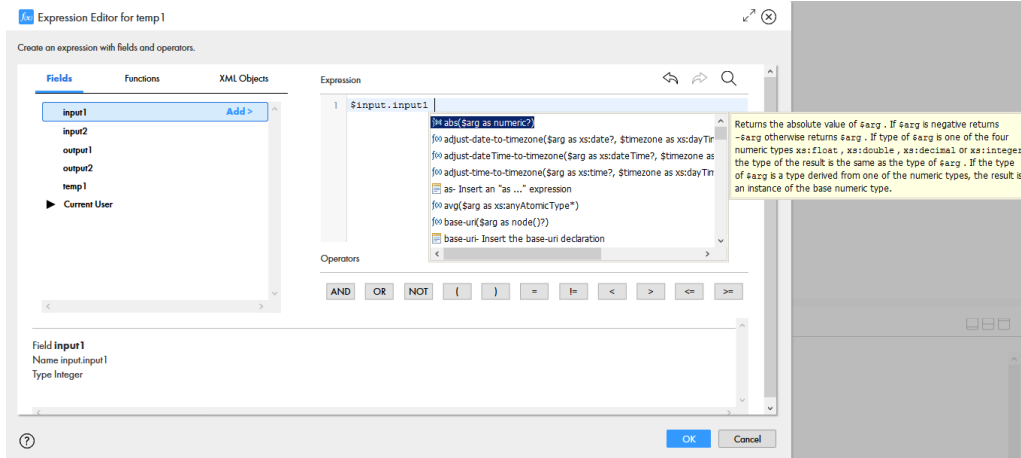 f(x) Expression Editor for temp1
Create an expression with fields and operators.
Fields Functions XML Objects
input1 Add >
input2
output1
output2
temp1
Current User
Expression
1 $input.input1
f(x) abs($arg as numeric?)
f(x) adjust-date-to-timezone($arg as xs:date?, $timezone as xs:dayTim
f(x) adjust-dateTime-to-timezone($arg as xs:dateTime?, $timezone as
f(x) adjust-time-to-timezone($arg as xs:time?, $timezone as xs:dayTim
as- Insert an "as ..." expression
f(x) avg($arg as xs:anyAtomicType*)
f(x) base-uri($arg as node()?)
base-uri- Insert the base-uri declaration
Returns the absolute value of $arg. If $arg is negative returns
-$arg otherwise returns $arg. If type of $arg is one of the four
numeric types xs:float, xs:double, xs:decimal or xs:integer
the type of the result is the same as the type of $arg. If the type
of $arg is a type derived from one of the numeric types, the result is
an instance of the base numeric type.
Operators
AND OR NOT ( ) = != < > <= >=
Field input1
Name input.input1
Type Integer
?
OK Cancel